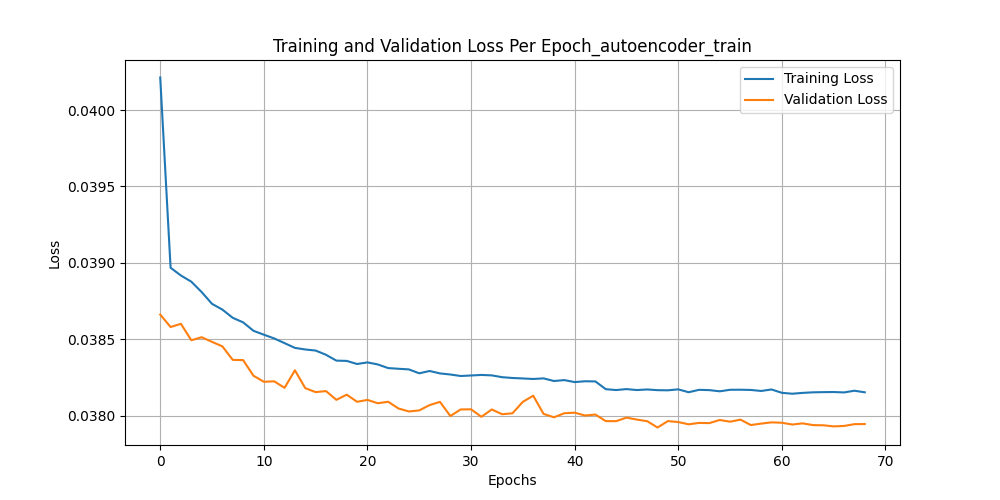 Training and Validation Loss Per Epoch_autoencoder_train
Training Loss
Validation Loss
0.0400
0.0395
0.0390
0.0385
0.0380
Loss
0 10 20 30 40 50 60 70
Epochs